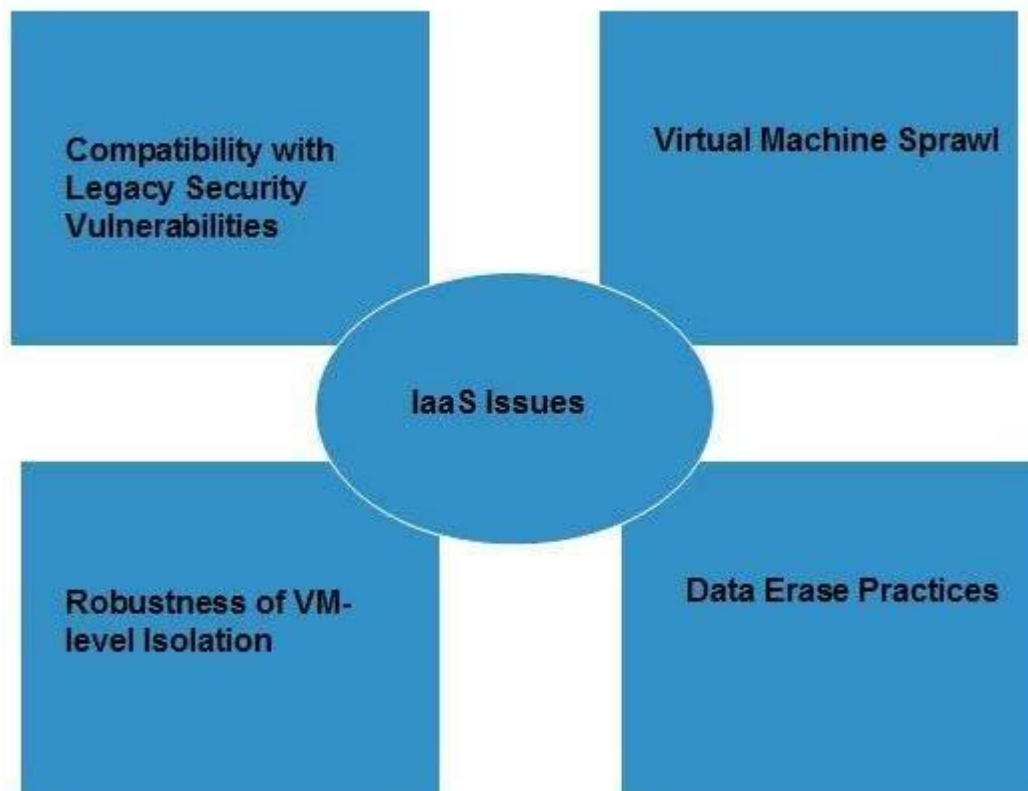 Compatibility with
Legacy Security
Vulnerabilities
Virtual Machine Sprawl
IaaS Issues
Robustness of VM-
level Isolation
Data Erase Practices